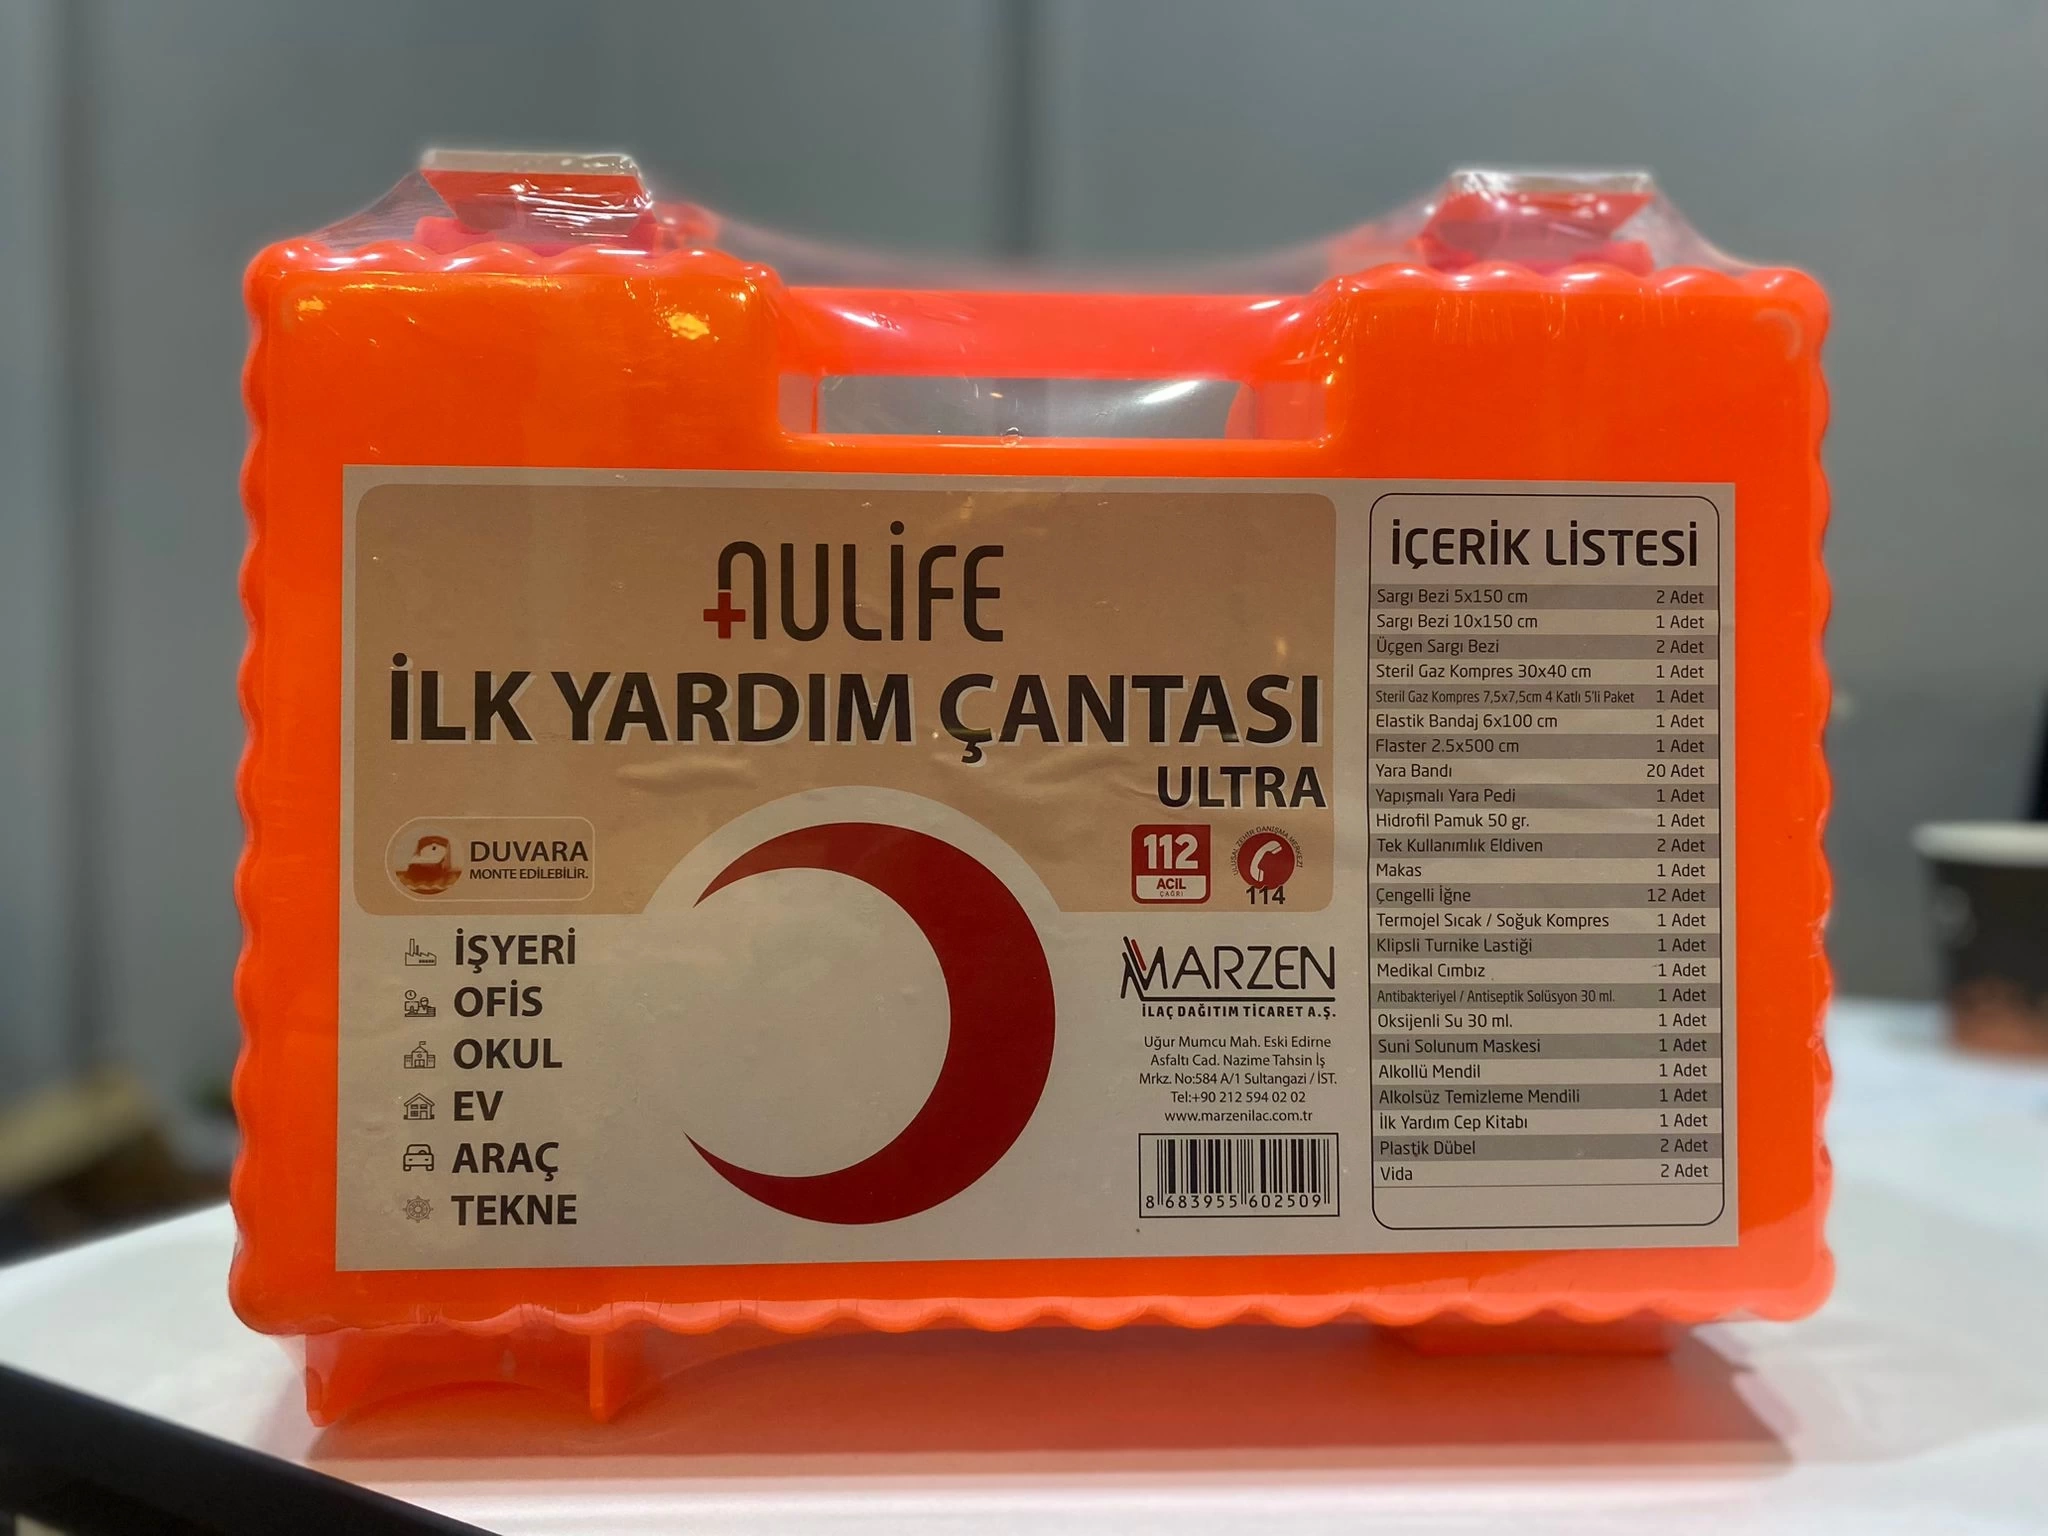 AULİFE
İLK YARDIM ÇANTASI
ULTRA
DUVARA
MONTE EDİLEBİLİR.
112
ACİL
ÇAĞRI
ULUSAL ZEHİR DANIŞMA MERKEZİ
114
İŞYERİ
OFİS
OKUL
EV
ARAÇ
TEKNE
MARZEN
İLAÇ DAĞITIM TİCARET A.Ş.
Uğur Mumcu Mah. Eski Edirne
Asfaltı Cad. Nazime Tahsin İş
Mrkz. No:584 A/1 Sultangazi / İST.
Tel:+90 212 594 02 02
www.marzenilac.com.tr
8 683955 602509
İÇERİK LİSTESİ
Sargı Bezi 5x150 cm 2 Adet
Sargı Bezi 10x150 cm 1 Adet
Üçgen Sargı Bezi 2 Adet
Steril Gaz Kompres 30x40 cm 1 Adet
Steril Gaz Kompres 7,5x7,5cm 4 Katlı 5'li Paket 1 Adet
Elastik Bandaj 6x100 cm 1 Adet
Flaster 2.5x500 cm 1 Adet
Yara Bandı 20 Adet
Yapışmalı Yara Pedi 1 Adet
Hidrofil Pamuk 50 gr. 1 Adet
Tek Kullanımlık Eldiven 2 Adet
Makas 1 Adet
Çengelli İğne 12 Adet
Termojel Sıcak / Soğuk Kompres 1 Adet
Klipsli Turnike Lastiği 1 Adet
Medikal Cımbız 1 Adet
Antibakteriyel / Antiseptik Solüsyon 30 ml. 1 Adet
Oksijenli Su 30 ml. 1 Adet
Suni Solunum Maskesi 1 Adet
Alkollü Mendil 1 Adet
Alkolsüz Temizleme Mendili 1 Adet
İlk Yardım Cep Kitabı 1 Adet
Plastik Dübel 2 Adet
Vida 2 Adet